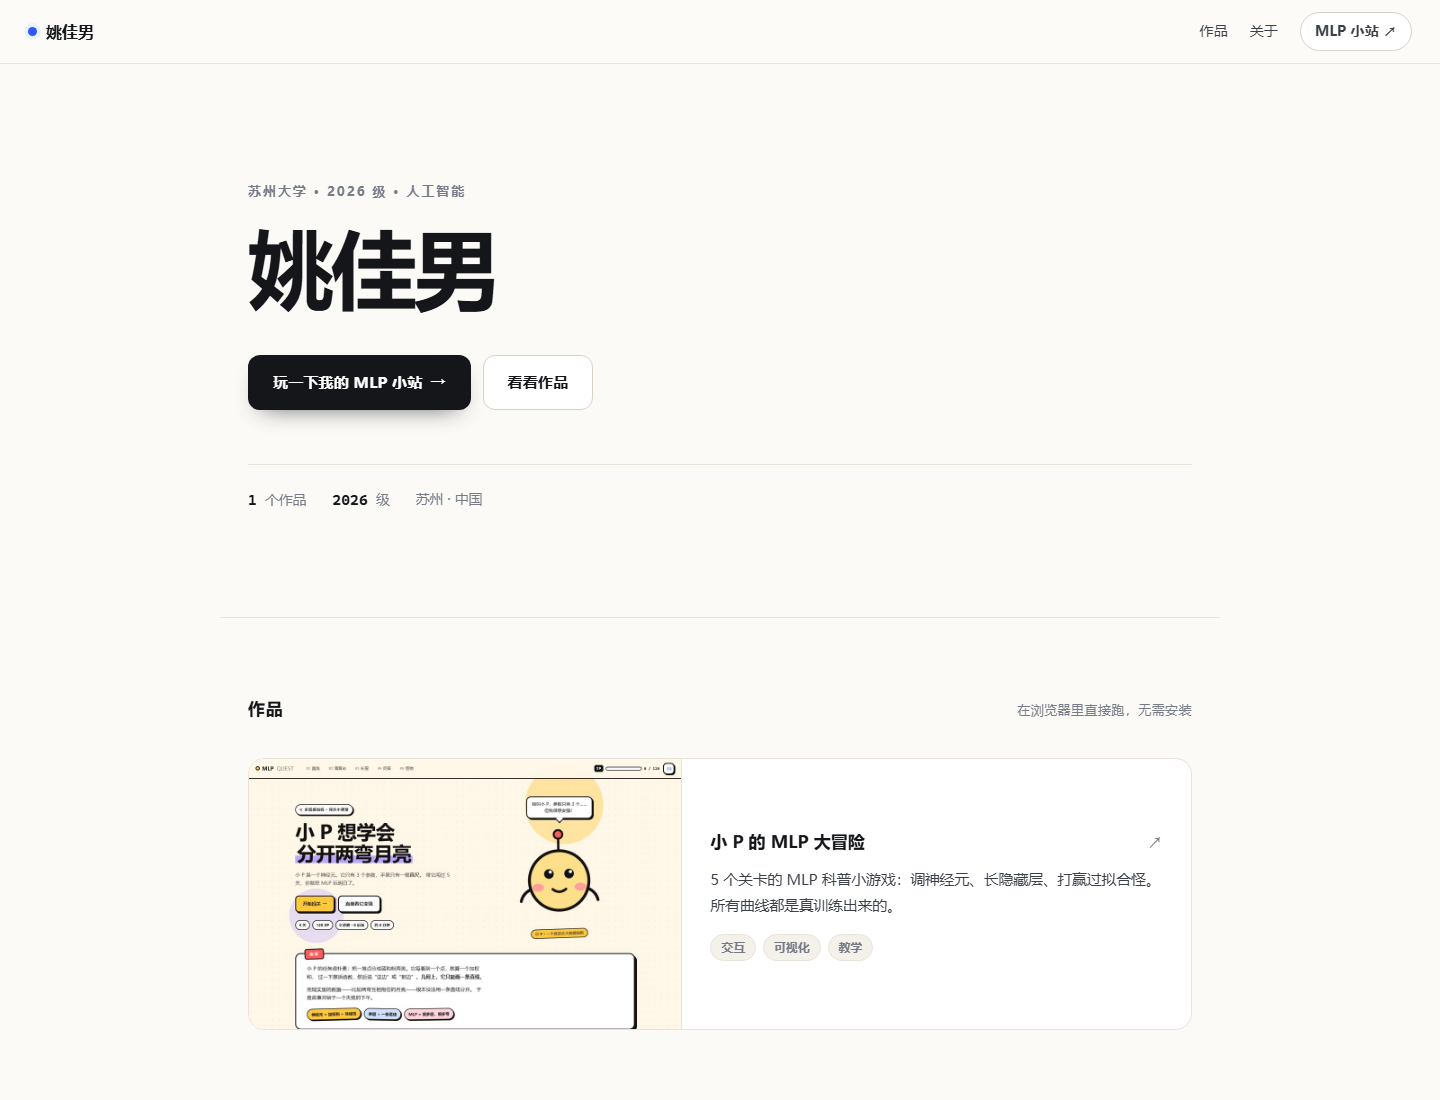 姚佳男
作品
关于
MLP 小站 ↗
苏州大学 • 2026 级 • 人工智能
姚佳男
玩一下我的 MLP 小站 →
看看作品
1 个作品
2026 级
苏州 · 中国
作品
在浏览器里直接跑，无需安装
MLP QUEST
小 P 想学会
分开两弯月亮
小 P 的 MLP 大冒险 ↗
5 个关卡的 MLP 科普小游戏：调神经元、长隐藏层、打赢过拟合怪。
所有曲线都是真训练出来的。
交互
可视化
教学